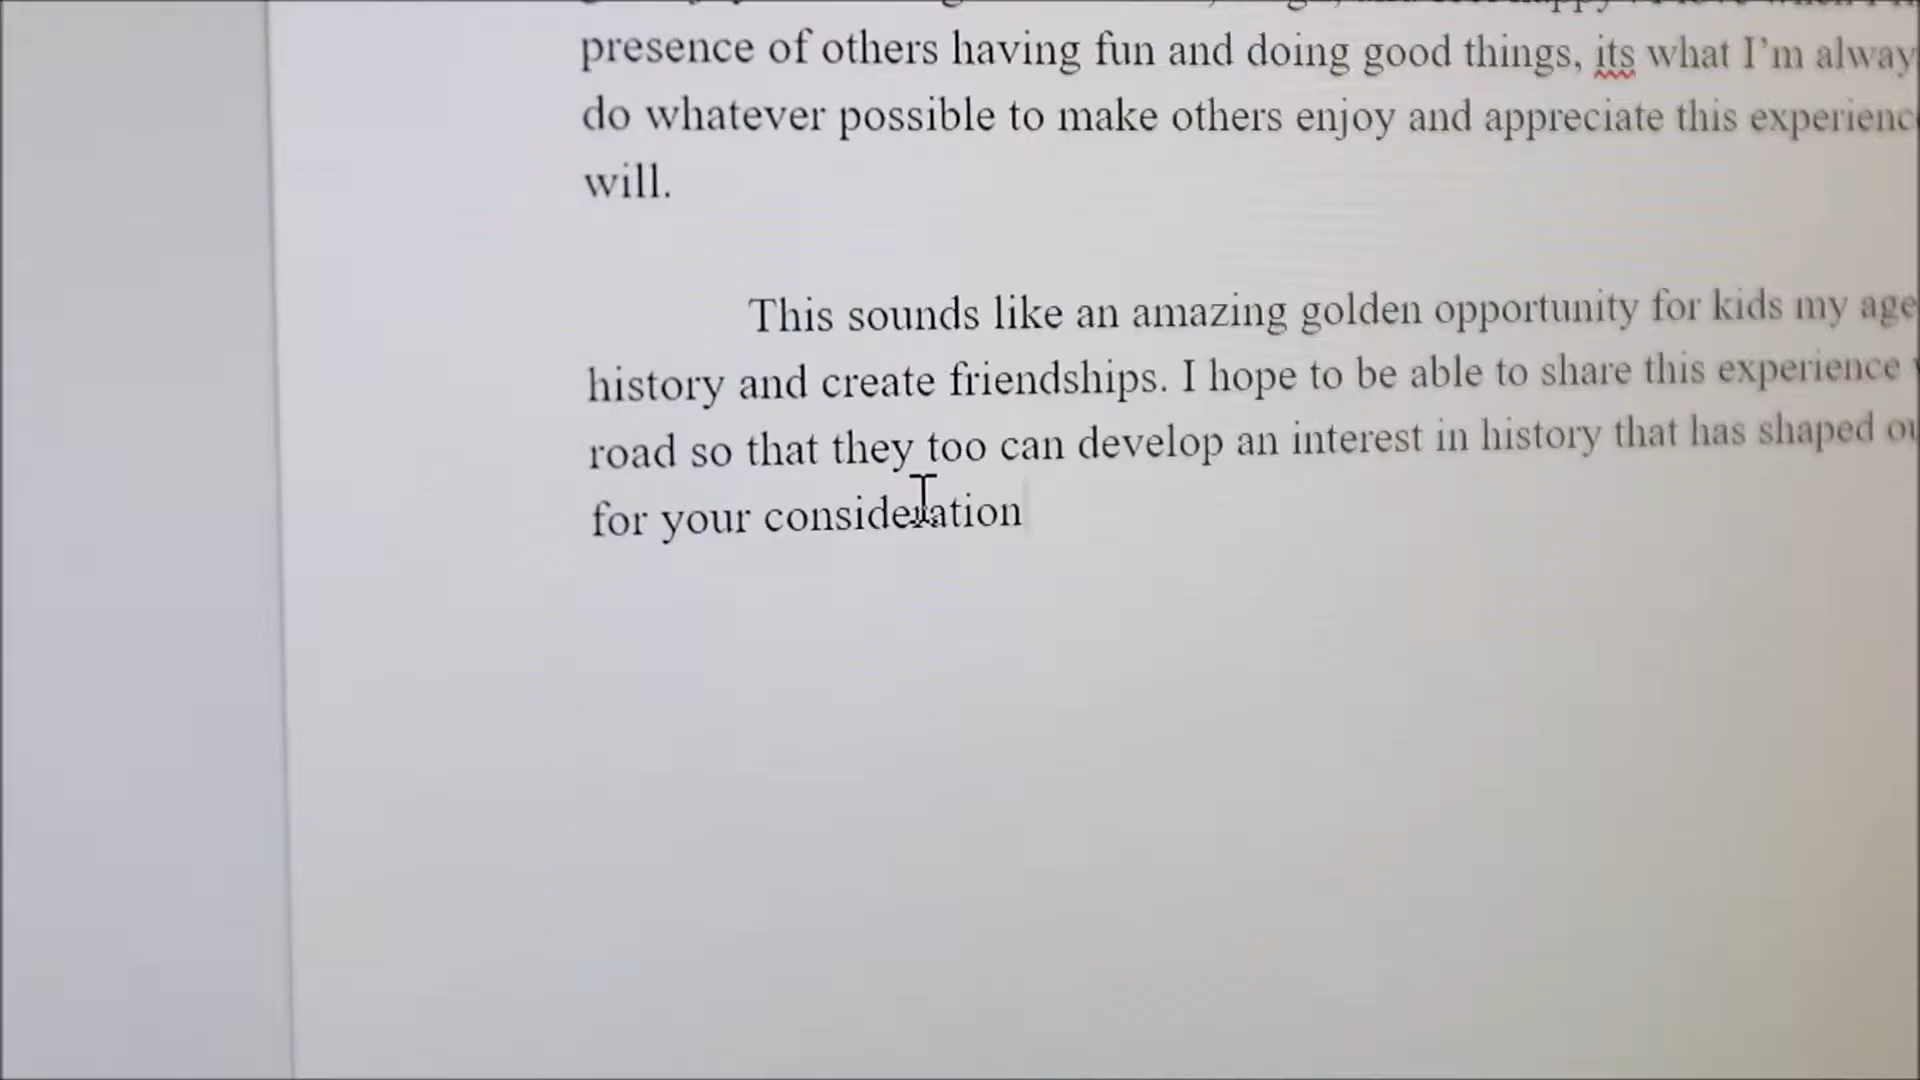 presence of others having fun and doing good things, its what I'm alway
do whatever possible to make others enjoy and appreciate this experienc
will.
This sounds like an amazing golden opportunity for kids my age
history and create friendships. I hope to be able to share this experience
road so that they too can develop an interest in history that has shaped ou
for your consideration